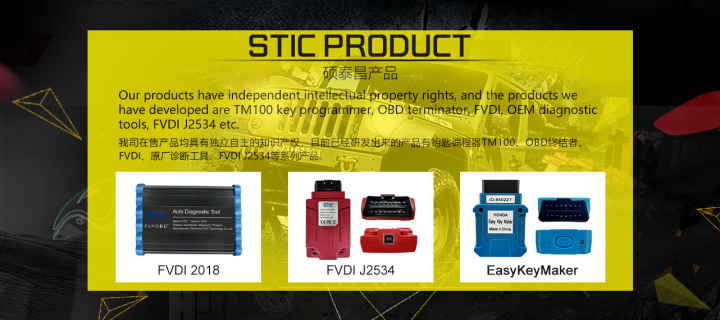 STIC PRODUCT
硕泰昌产品
Our products have independent intellectual property rights, and the products we
have developed are TM100 key programmer, OBD terminator, FVDI, OEM diagnostic
tools, FVDI J2534 etc.
我司在售产品均具有独立自主的知识产权，目前已经研发出来的产品有钥匙编程器TM100、OBD终结者、
FVDI、原厂诊断工具、FVDI J2534等系列产品
Auto Diagnostic Tool
FLYOBD
STIC
ID:840227
HONDA
Easy Key Maker
Made in China
FVDI 2018
FVDI J2534
EasyKeyMaker